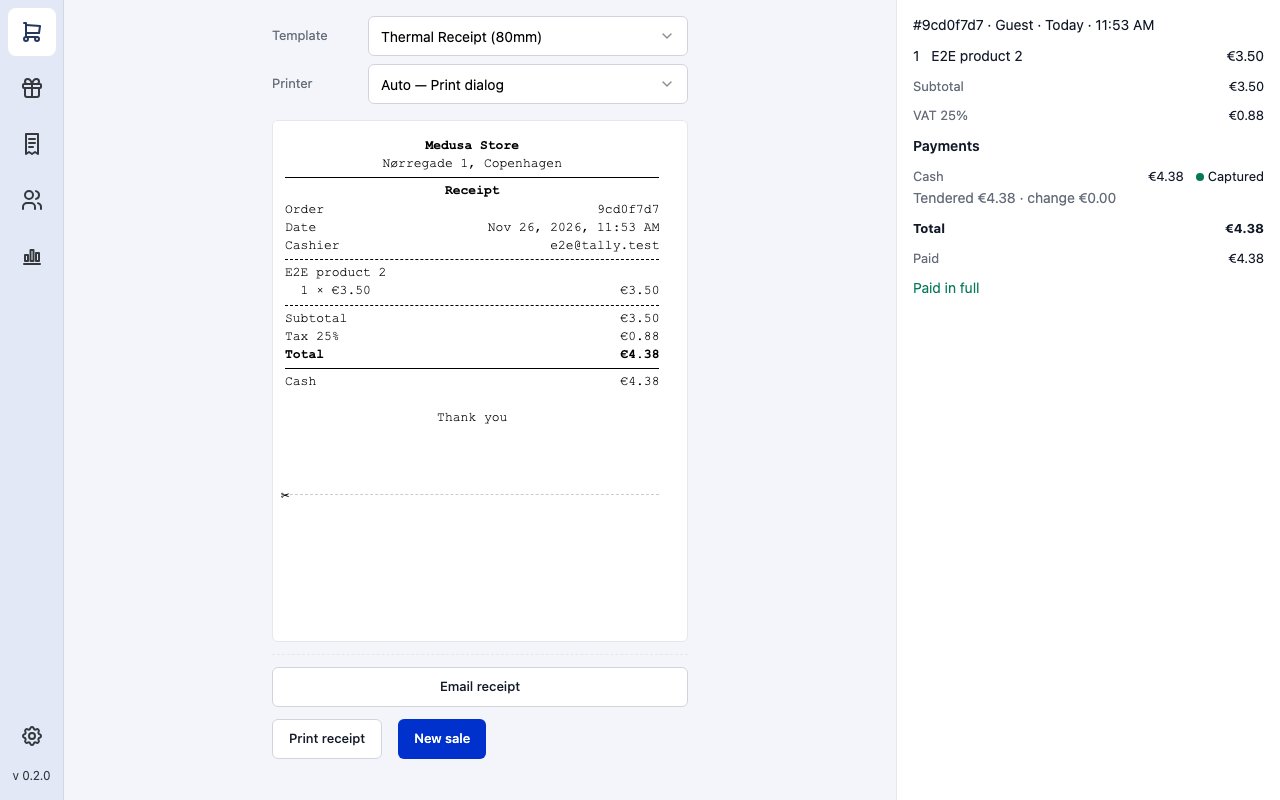 Template
Thermal Receipt (80mm)
Printer
Auto — Print dialog
Medusa Store
Nørregade 1, Copenhagen
Receipt
Order 9cd0f7d7
Date Nov 26, 2026, 11:53 AM
Cashier e2e@tally.test
E2E product 2
1 × €3.50 €3.50
Subtotal €3.50
Tax 25% €0.88
Total €4.38
Cash €4.38
Thank you
Email receipt
Print receipt
New sale
v 0.2.0
#9cd0f7d7 · Guest · Today · 11:53 AM
1 E2E product 2 €3.50
Subtotal €3.50
VAT 25% €0.88
Payments
Cash €4.38 Captured
Tendered €4.38 · change €0.00
Total €4.38
Paid €4.38
Paid in full